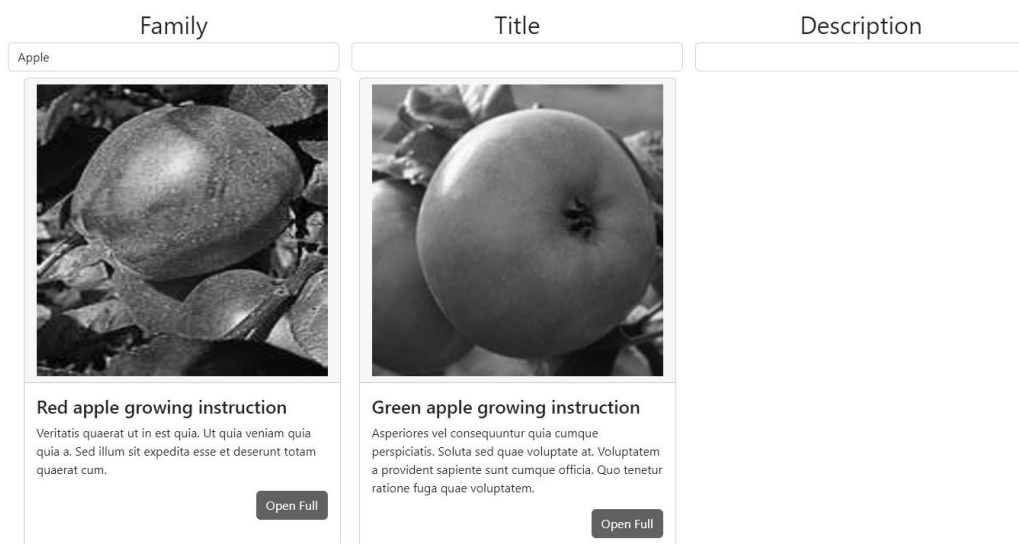 Family
Title
Description
Apple
Red apple growing instruction
Veritatis quaerat ut in est quia. Ut quia veniam quia
quia a. Sed illum sit expedita esse et deserunt totam
quaerat cum.
Open Full
Green apple growing instruction
Asperiores vel consequuntur quia cumque
perspiciatis. Soluta sed quae voluptate at. Voluptatem
a provident sapiente sunt cumque officia. Quo tenetur
ratione fuga quae voluptatem.
Open Full